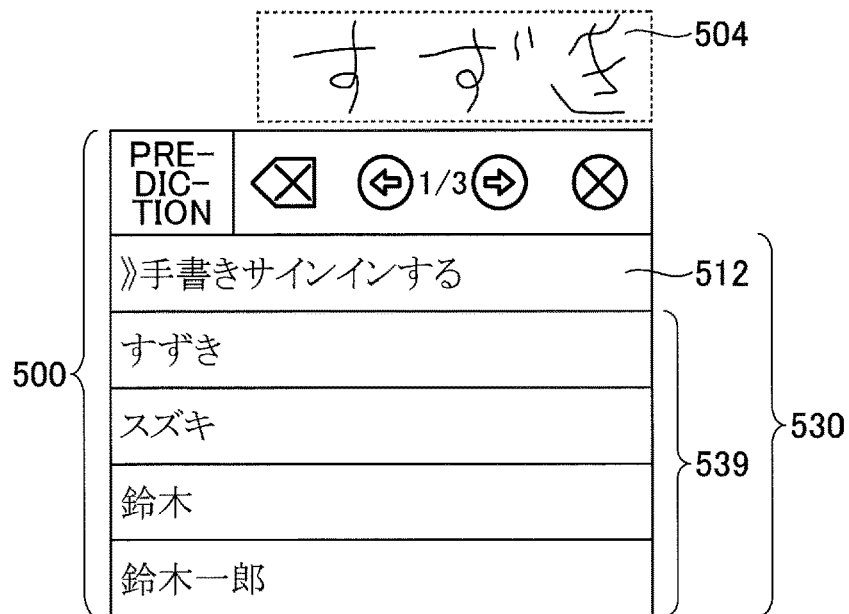 すずき 504
PRE-
DIC-
TION
1/3
》手書きサインインする 512
すずき
500
スズキ
530
539
鈴木
鈴木一郎